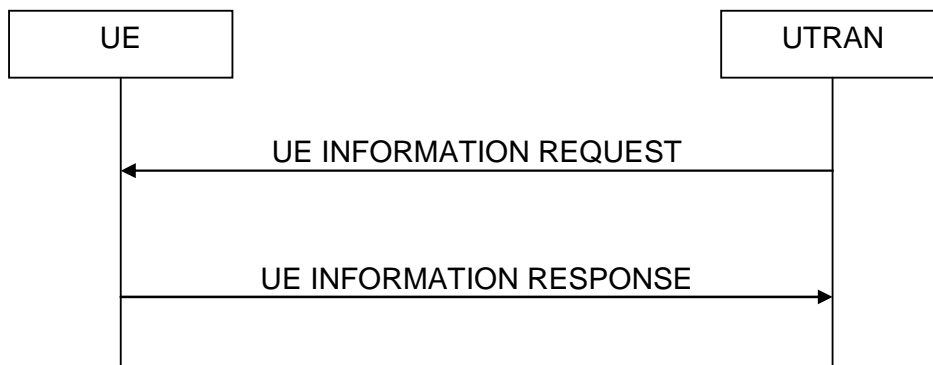 UE
UTRAN
UE INFORMATION REQUEST
UE INFORMATION RESPONSE